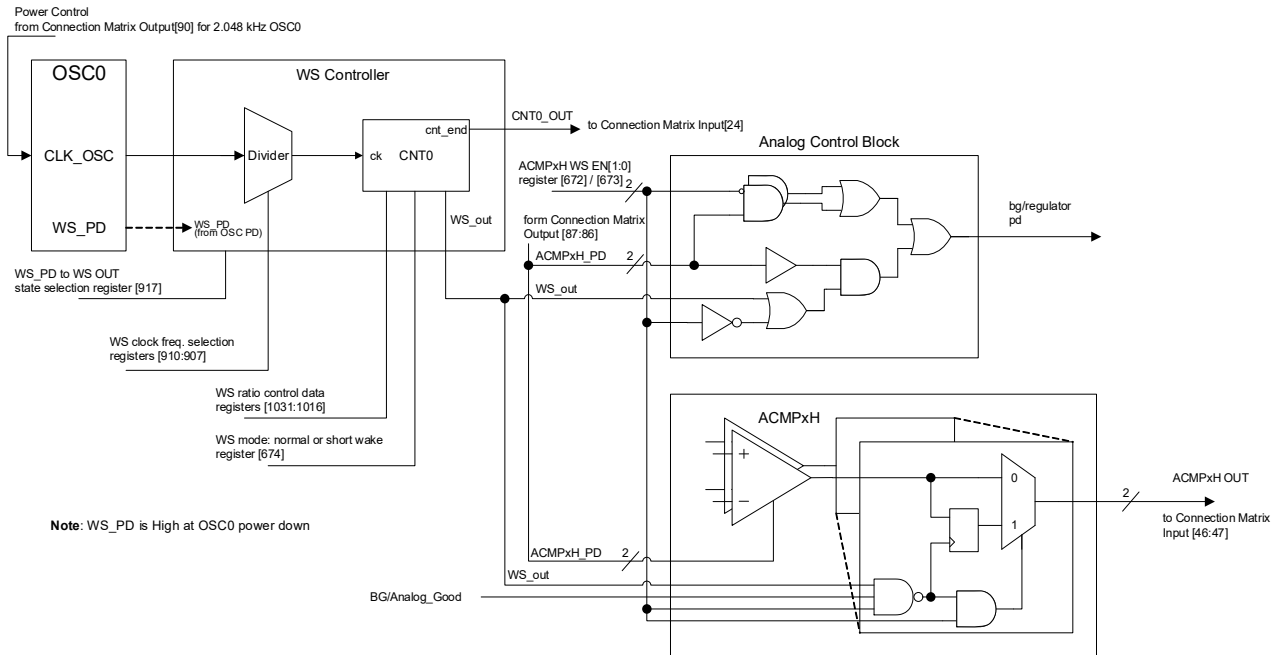 Power Control
from Connection Matrix Output[90] for 2.048 kHz OSC0
OSC0
CLK_OSC
WS_PD
WS Controller
Divider
cnt_end
ck CNT0
WS_out
WS_PD
(from OSC PD)
CNT0_OUT
to Connection Matrix Input[24]
WS_PD to WS OUT
state selection register [917]
WS clock freq. selection
registers [910:907]
WS ratio control data
registers [1031:1016]
WS mode: normal or short wake
register [674]
Analog Control Block
ACMPxH WS EN[1:0]
register [672] / [673]
2
form Connection Matrix
Output [87:86]
ACMPxH_PD
2
WS_out
bg/regulator
pd
ACMPxH
+
−
0
1
2
ACMPxH OUT
to Connection Matrix
Input [46:47]
ACMPxH_PD
2
WS_out
BG/Analog_Good
Note: WS_PD is High at OSC0 power down